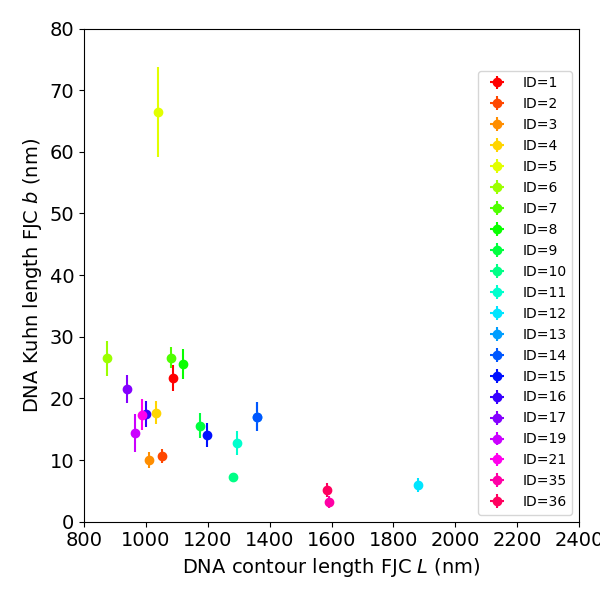 80
70
60
50
40
30
20
10
0
DNA Kuhn length FJC b (nm)
800 1000 1200 1400 1600 1800 2000 2200 2400
DNA contour length FJC L (nm)
ID=1
ID=2
ID=3
ID=4
ID=5
ID=6
ID=7
ID=8
ID=9
ID=10
ID=11
ID=12
ID=13
ID=14
ID=15
ID=16
ID=17
ID=19
ID=21
ID=35
ID=36